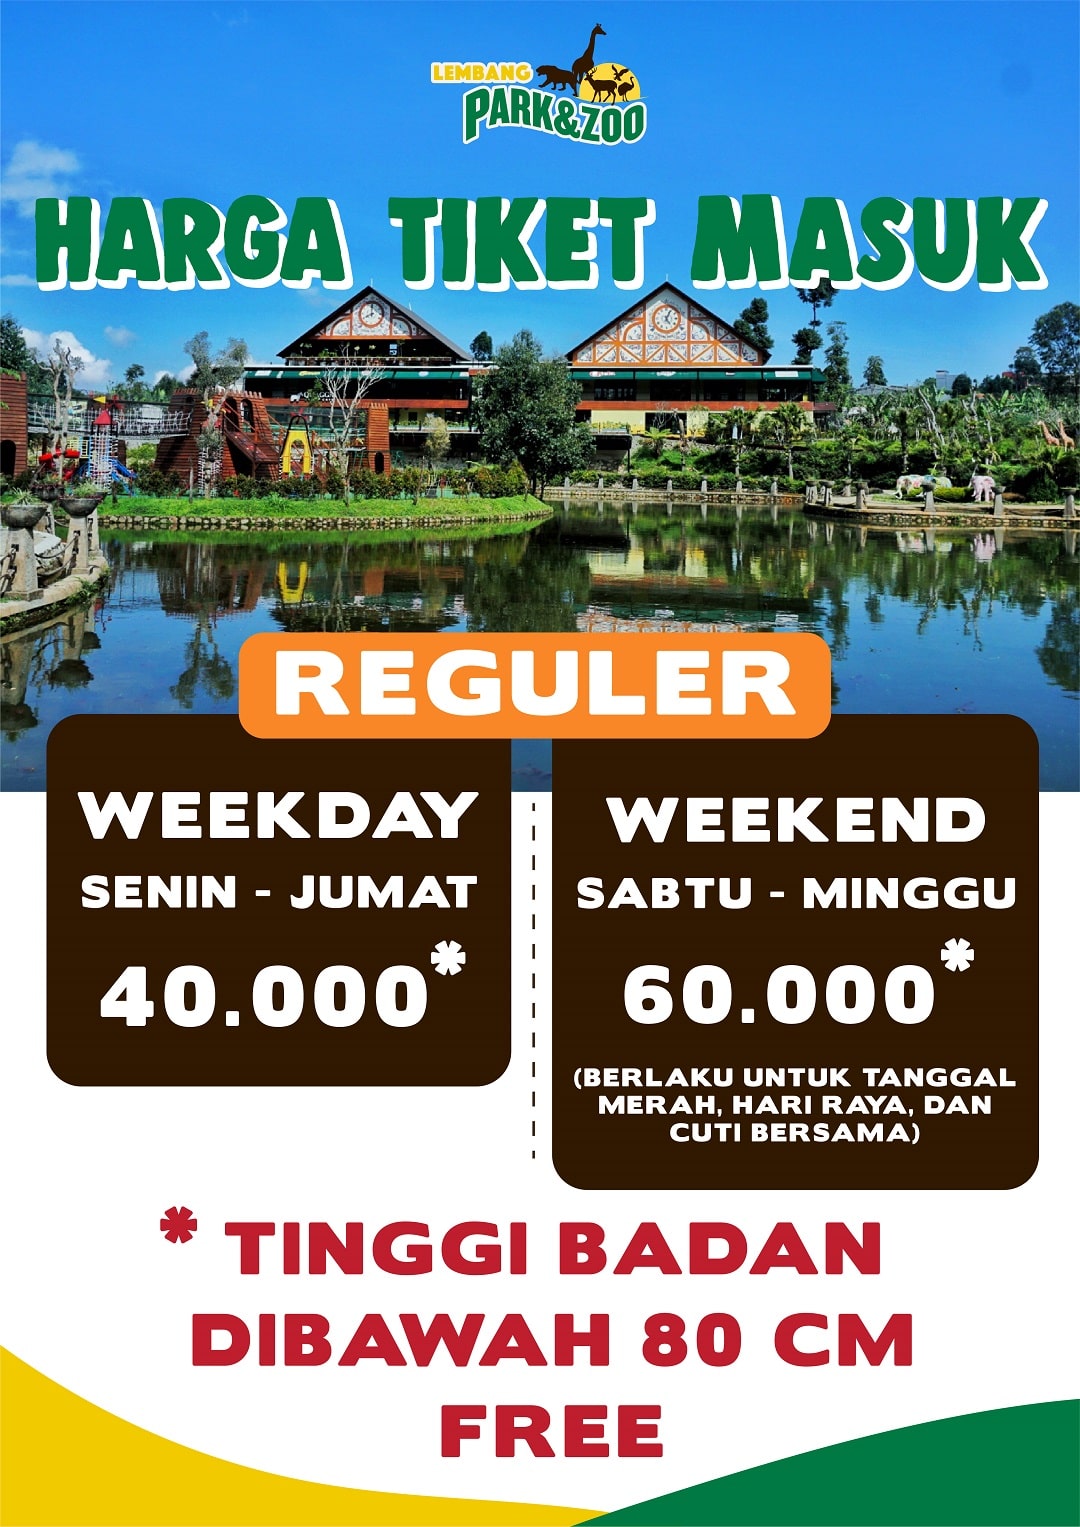 LEMBANG
PARK&ZOO
HARGA TIKET MASUK
REGULER
WEEKDAY
SENIN - JUMAT
40.000*
WEEKEND
SABTU - MINGGU
60.000*
(BERLAKU UNTUK TANGGAL
MERAH, HARI RAYA, DAN
CUTI BERSAMA)
* TINGGI BADAN
DIBAWAH 80 CM
FREE